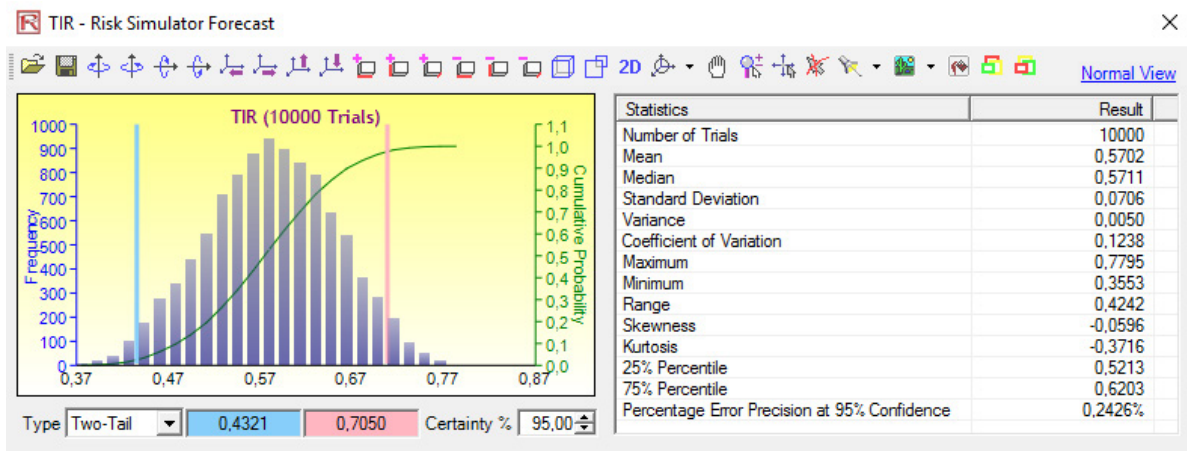 TIR - Risk Simulator Forecast
2D
Normal View
TIR (10000 Trials)
Frequency
1000
900
800
700
600
500
400
300
200
100
0
0,37 0,47 0,57 0,67 0,77 0,87
1,1
1,0
0,9
0,8
0,7
0,6
0,5
0,4
0,3
0,2
0,1
0,0
Cumulative Probability
Type Two-Tail 0,4321 0,7050 Certainty % 95,00
Statistics Result
Number of Trials 10000
Mean 0,5702
Median 0,5711
Standard Deviation 0,0706
Variance 0,0050
Coefficient of Variation 0,1238
Maximum 0,7795
Minimum 0,3553
Range 0,4242
Skewness -0,0596
Kurtosis -0,3716
25% Percentile 0,5213
75% Percentile 0,6203
Percentage Error Precision at 95% Confidence 0,2426%